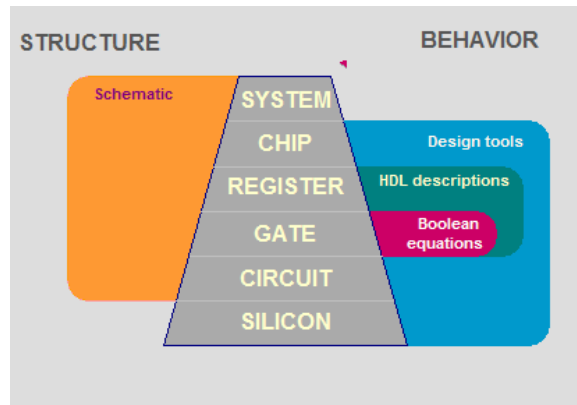 STRUCTURE
BEHAVIOR
Schematic
SYSTEM
CHIP
Design tools
REGISTER
HDL descriptions
GATE
Boolean
equations
CIRCUIT
SILICON